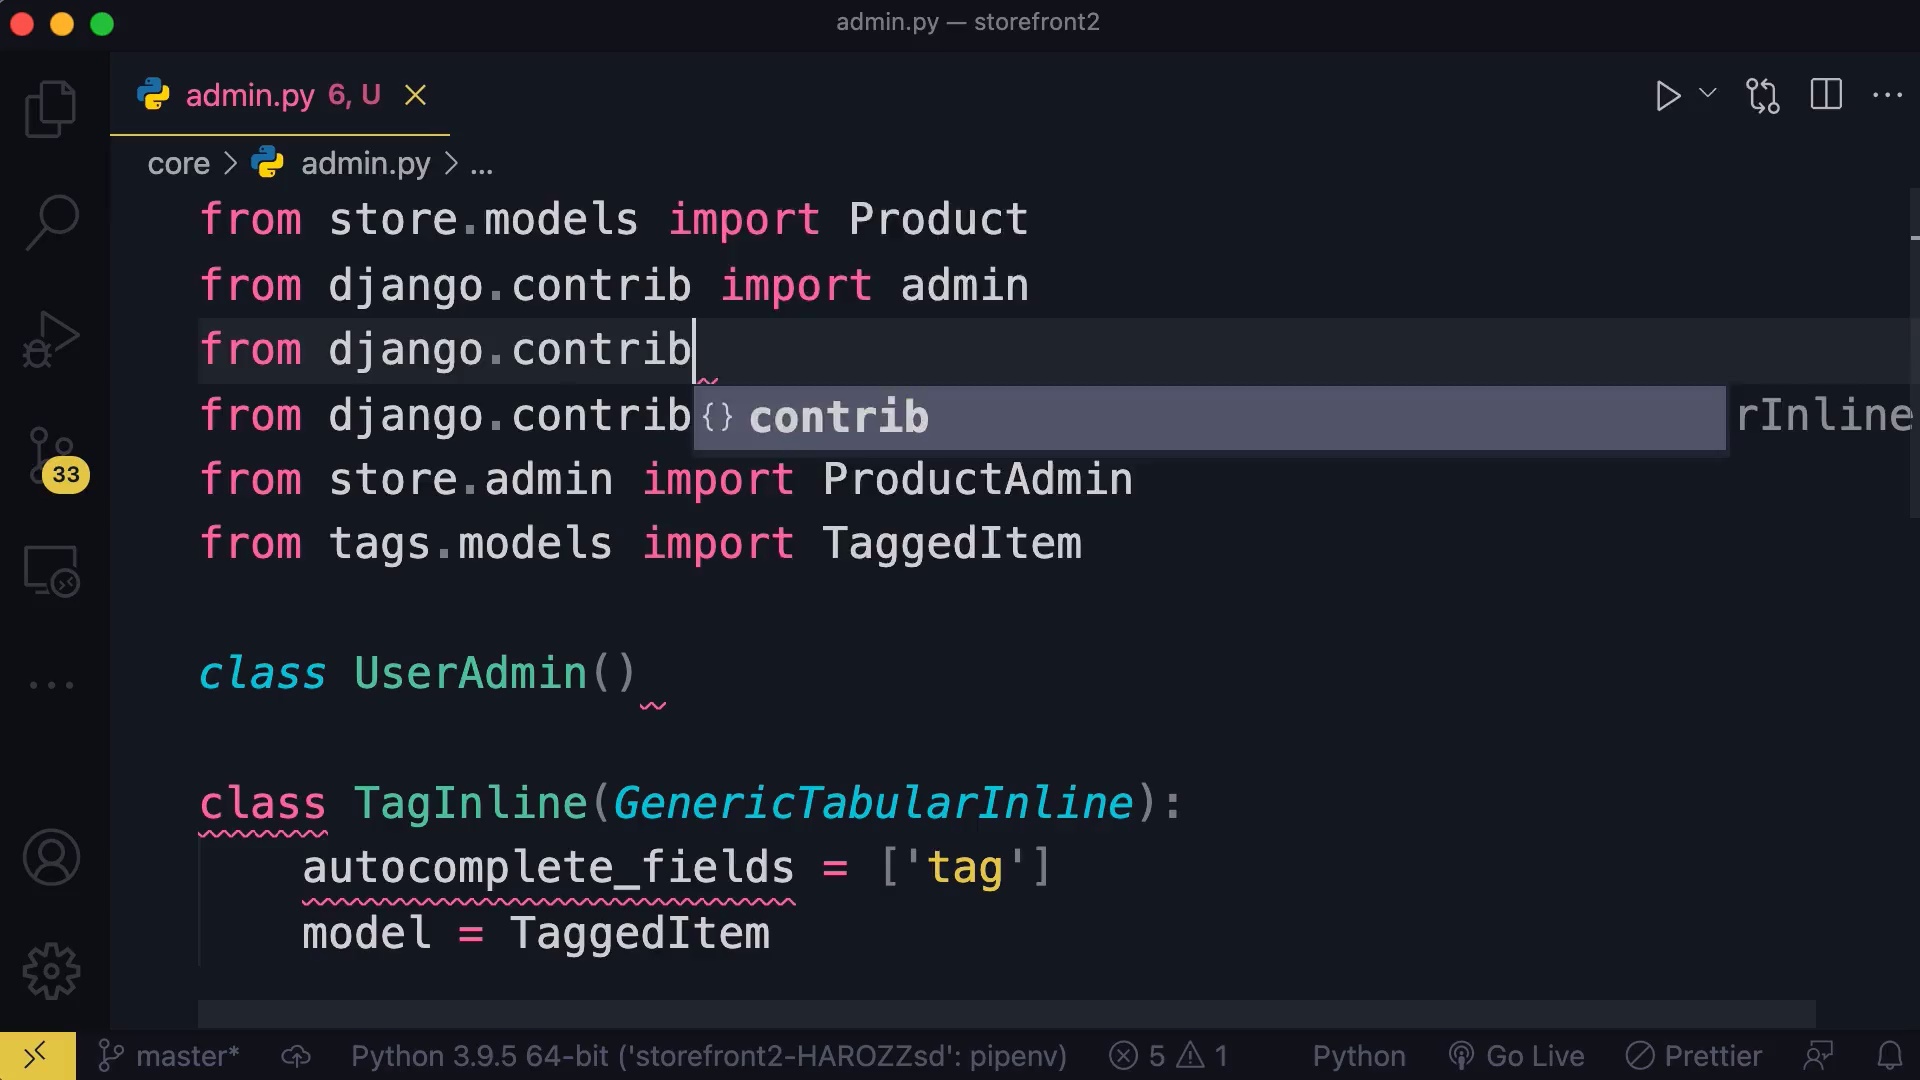 admin.py — storefront2
admin.py 6, U
core > admin.py > ...
from store.models import Product
from django.contrib import admin
from django.contrib
from django.contrib {} contrib rInline
from store.admin import ProductAdmin
from tags.models import TaggedItem
class UserAdmin()
class TagInline(GenericTabularInline):
autocomplete_fields = ['tag']
model = TaggedItem
33
master* Python 3.9.5 64-bit ('storefront2-HAROZZsd': pipenv) 5 1 Python Go Live Prettier